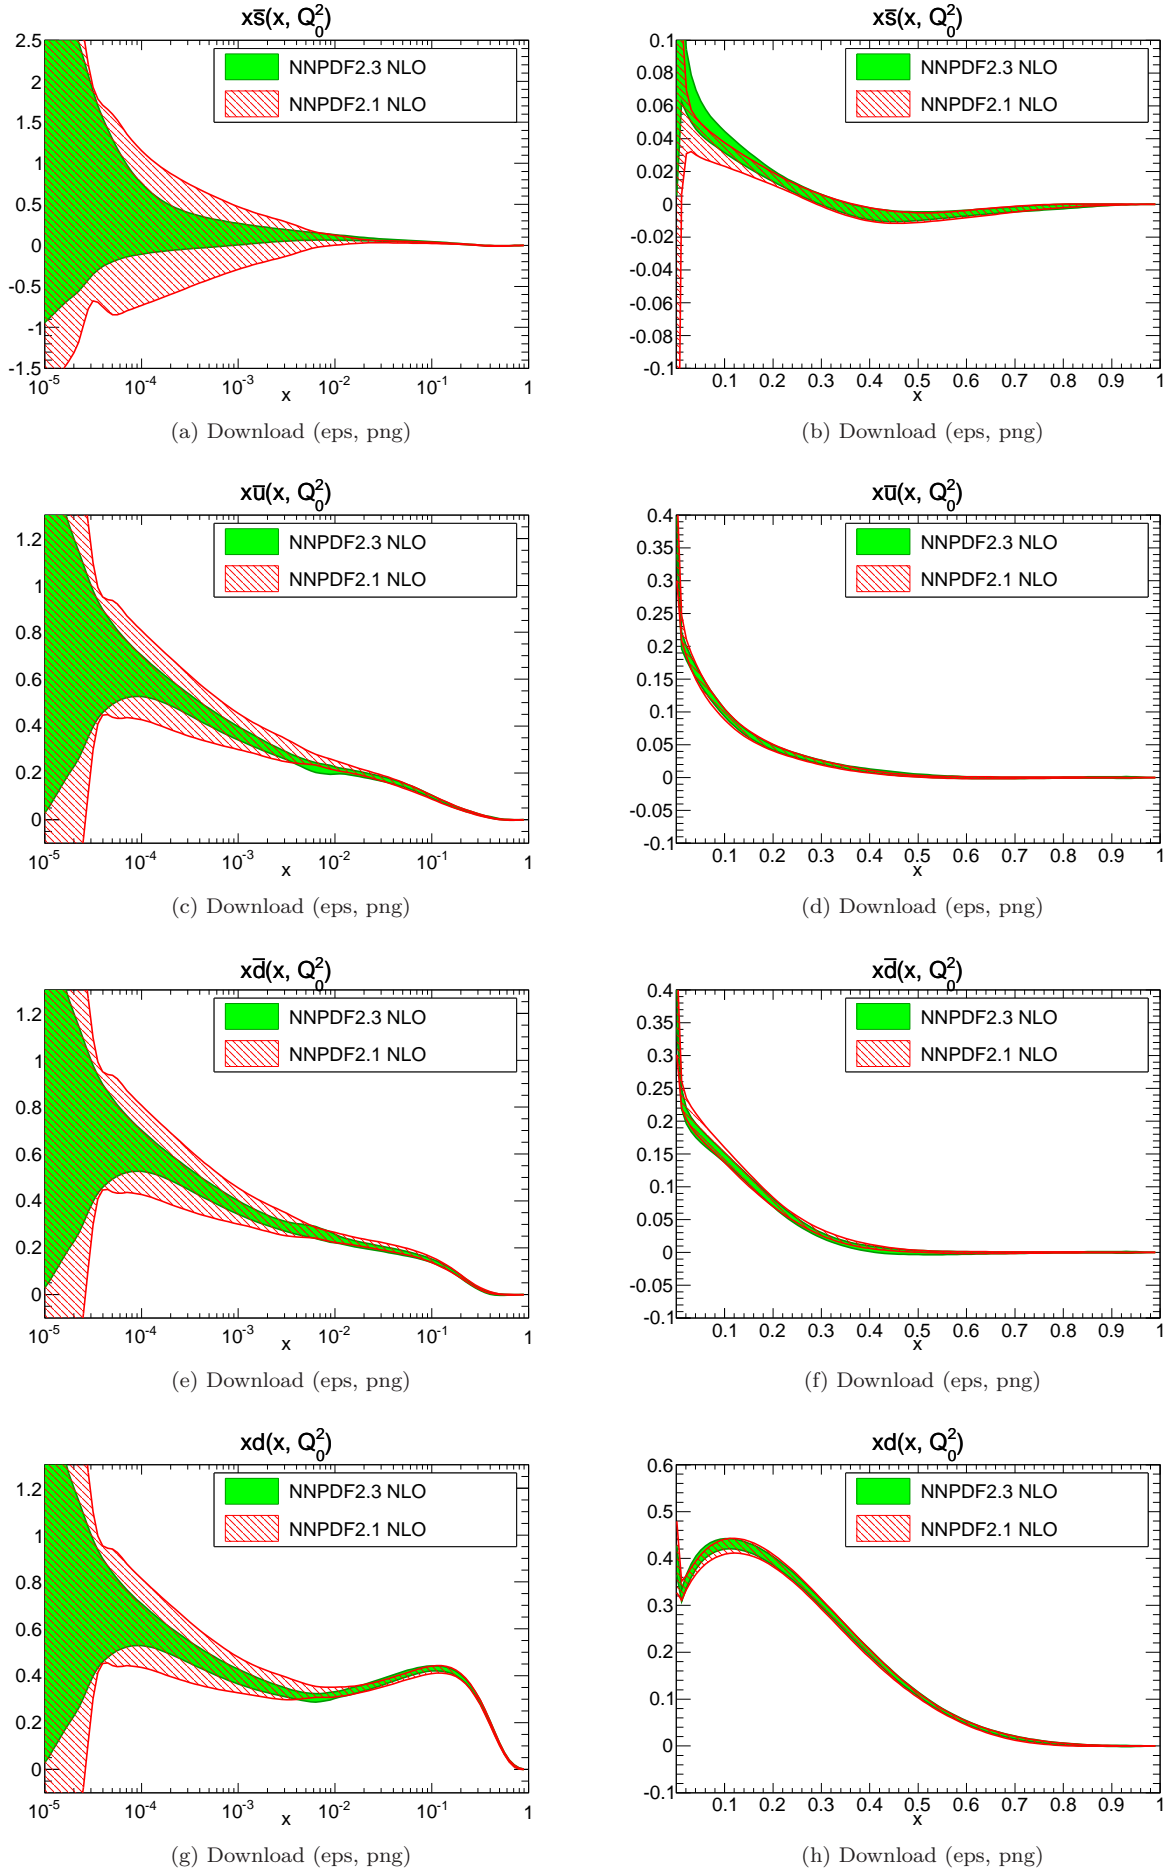 xs̅(x, Q₀²)
2.5
2
1.5
1
0.5
0
-0.5
-1
-1.5
NNPDF2.3 NLO
NNPDF2.1 NLO
10⁻⁵ 10⁻⁴ 10⁻³ 10⁻² 10⁻¹ 1
x
(a) Download (eps, png)
xs̅(x, Q₀²)
0.1
0.08
0.06
0.04
0.02
0
-0.02
-0.04
-0.06
-0.08
-0.1
NNPDF2.3 NLO
NNPDF2.1 NLO
0.1 0.2 0.3 0.4 0.5 0.6 0.7 0.8 0.9 1
x
(b) Download (eps, png)
xu̅(x, Q₀²)
1.2
1
0.8
0.6
0.4
0.2
0
NNPDF2.3 NLO
NNPDF2.1 NLO
10⁻⁵ 10⁻⁴ 10⁻³ 10⁻² 10⁻¹ 1
x
(c) Download (eps, png)
xu̅(x, Q₀²)
0.4
0.35
0.3
0.25
0.2
0.15
0.1
0.05
0
-0.05
-0.1
NNPDF2.3 NLO
NNPDF2.1 NLO
0.1 0.2 0.3 0.4 0.5 0.6 0.7 0.8 0.9 1
x
(d) Download (eps, png)
xd̅(x, Q₀²)
1.2
1
0.8
0.6
0.4
0.2
0
NNPDF2.3 NLO
NNPDF2.1 NLO
10⁻⁵ 10⁻⁴ 10⁻³ 10⁻² 10⁻¹ 1
x
(e) Download (eps, png)
xd̅(x, Q₀²)
0.4
0.35
0.3
0.25
0.2
0.15
0.1
0.05
0
-0.05
-0.1
NNPDF2.3 NLO
NNPDF2.1 NLO
0.1 0.2 0.3 0.4 0.5 0.6 0.7 0.8 0.9 1
x
(f) Download (eps, png)
xd(x, Q₀²)
1.2
1
0.8
0.6
0.4
0.2
0
NNPDF2.3 NLO
NNPDF2.1 NLO
10⁻⁵ 10⁻⁴ 10⁻³ 10⁻² 10⁻¹ 1
x
(g) Download (eps, png)
xd(x, Q₀²)
0.6
0.5
0.4
0.3
0.2
0.1
0
-0.1
NNPDF2.3 NLO
NNPDF2.1 NLO
0.1 0.2 0.3 0.4 0.5 0.6 0.7 0.8 0.9 1
x
(h) Download (eps, png)